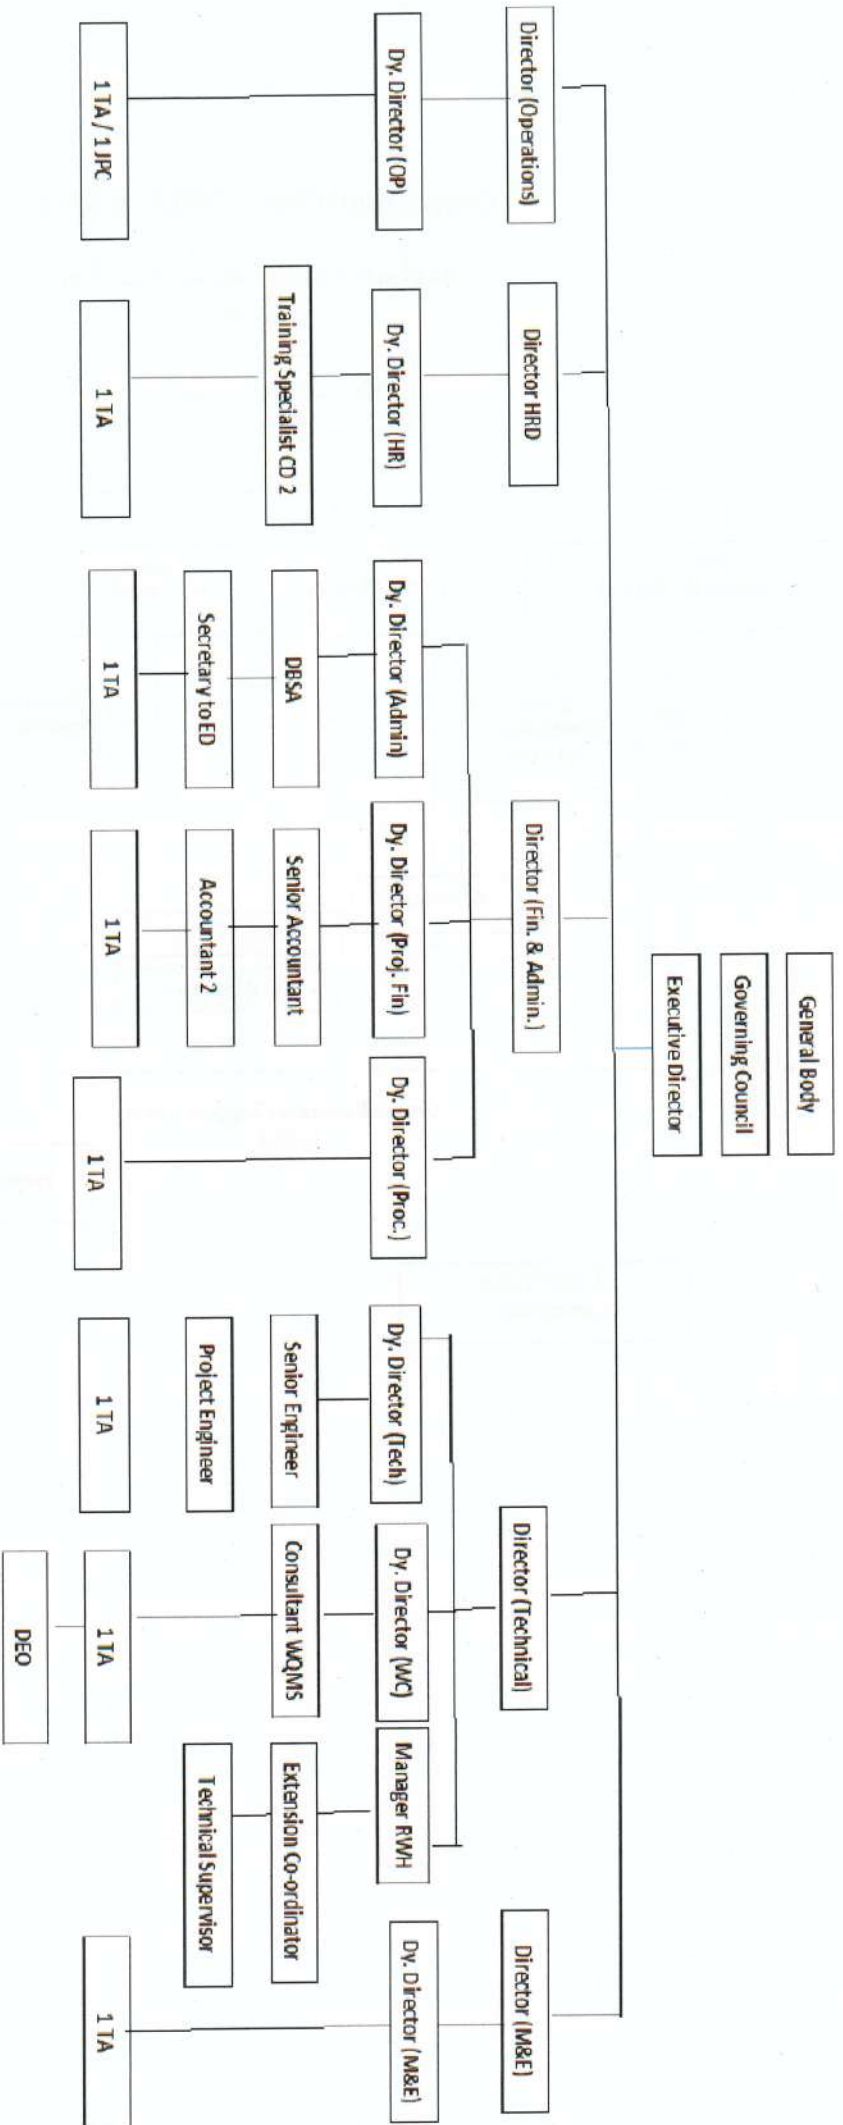 General Body
Governing Council
Executive Director
Director (Operations)
Director HRD
Director (Fin. & Admin.)
Director (Technical)
Director (M&E)
Dy. Director (OP)
Dy. Director (HR)
Dy. Director (Admin)
Dy. Director (Proj. Fin)
Dy. Director (Proc.)
Dy. Director (Tech)
Dy. Director (WC)
Manager RWH
Dy. Director (M&E)
Training Specialist CD 2
DBSA
Senior Accountant
Senior Engineer
Consultant WQMS
Extension Co-ordinator
Secretary to ED
Accountant 2
Project Engineer
Technical Supervisor
1 TA / 1 JPC
1 TA
1 TA
1 TA
1 TA
1 TA
1 TA
1 TA
DEO